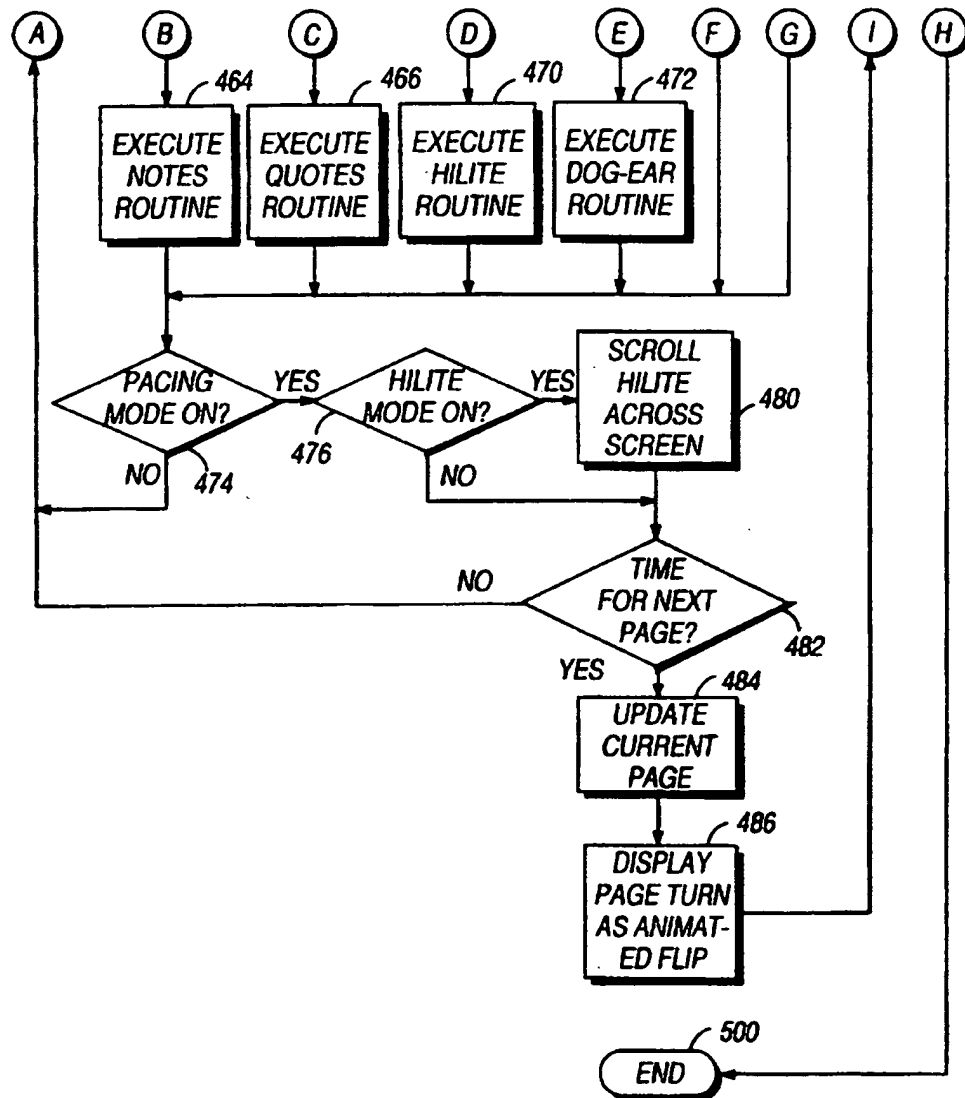 A B C D E F G I H
464 466 470 472
EXECUTE
NOTES
ROUTINE
EXECUTE
QUOTES
ROUTINE
EXECUTE
HILITE
ROUTINE
EXECUTE
DOG-EAR
ROUTINE
PACING
MODE ON?
YES
NO
474
HILITE
MODE ON?
YES
476
NO
SCROLL
HILITE
ACROSS
SCREEN
480
TIME
FOR NEXT
PAGE?
NO
482
YES
484
UPDATE
CURRENT
PAGE
486
DISPLAY
PAGE TURN
AS ANIMAT-
ED FLIP
500
END